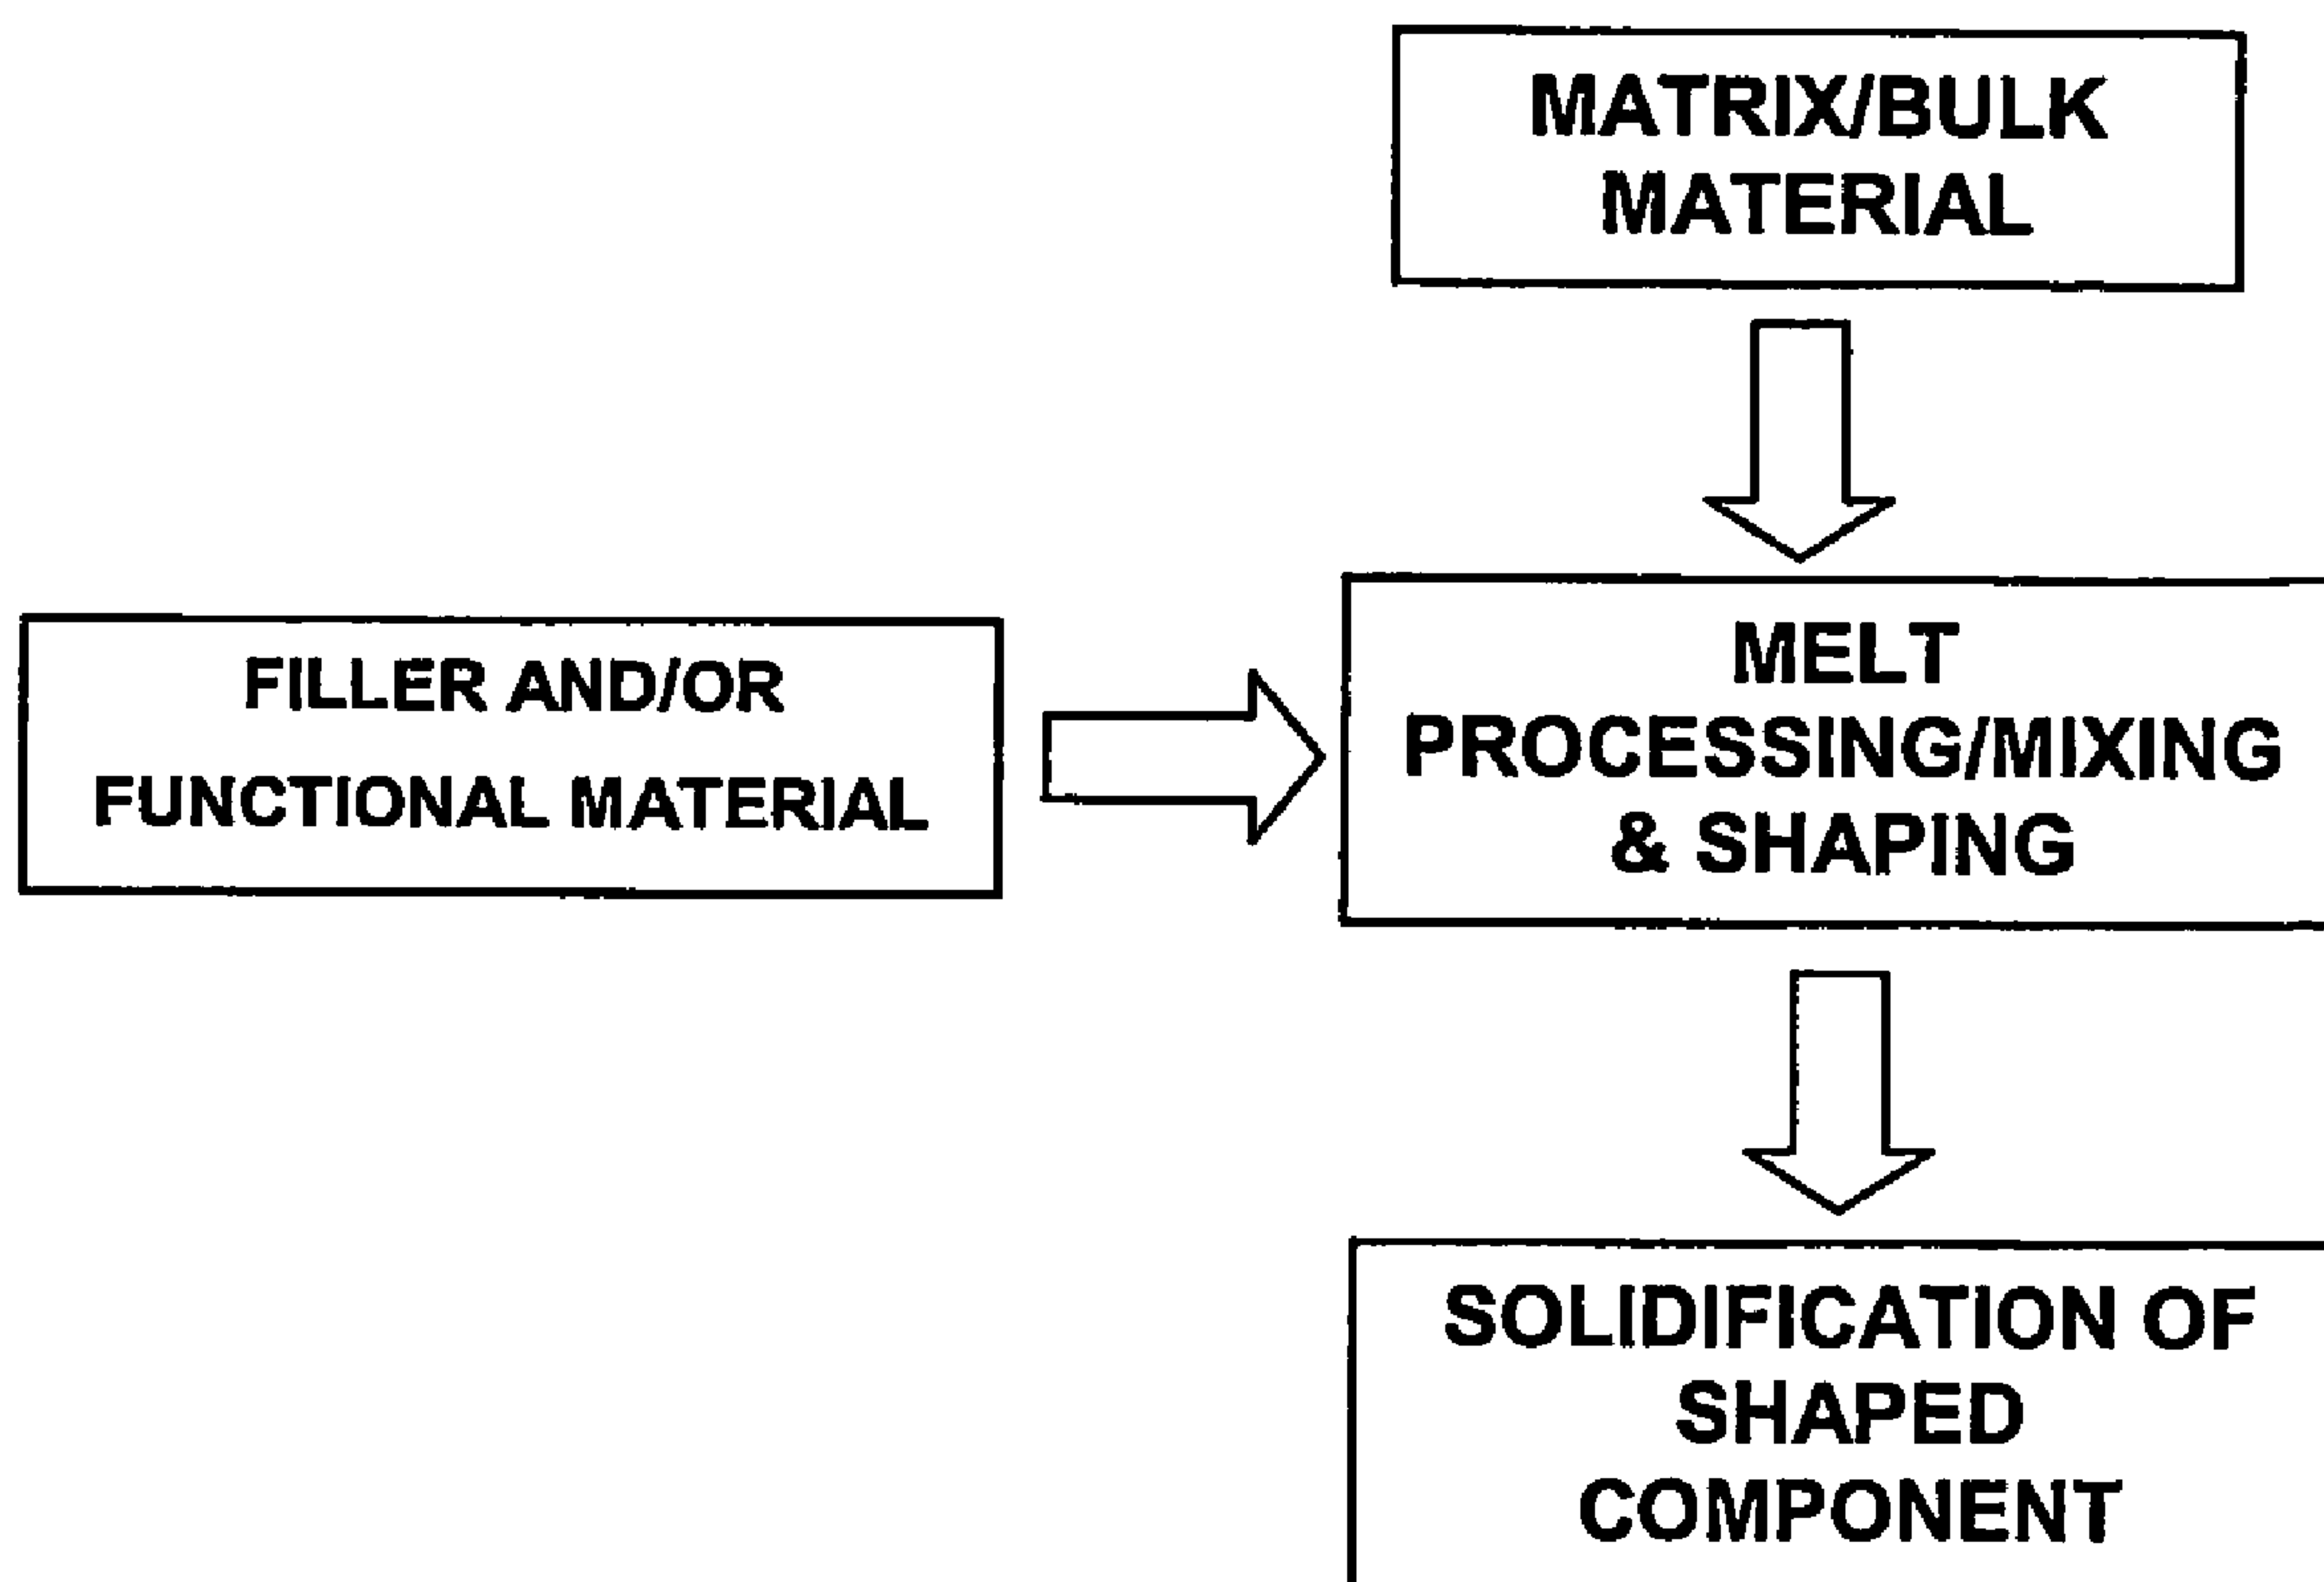 MATRIX/BULK
MATERIAL
FILLER AND/OR
FUNCTIONAL MATERIAL
MELT
PROCESSING/MIXING
& SHAPING
SOLIDIFICATION OF
SHAPED
COMPONENT